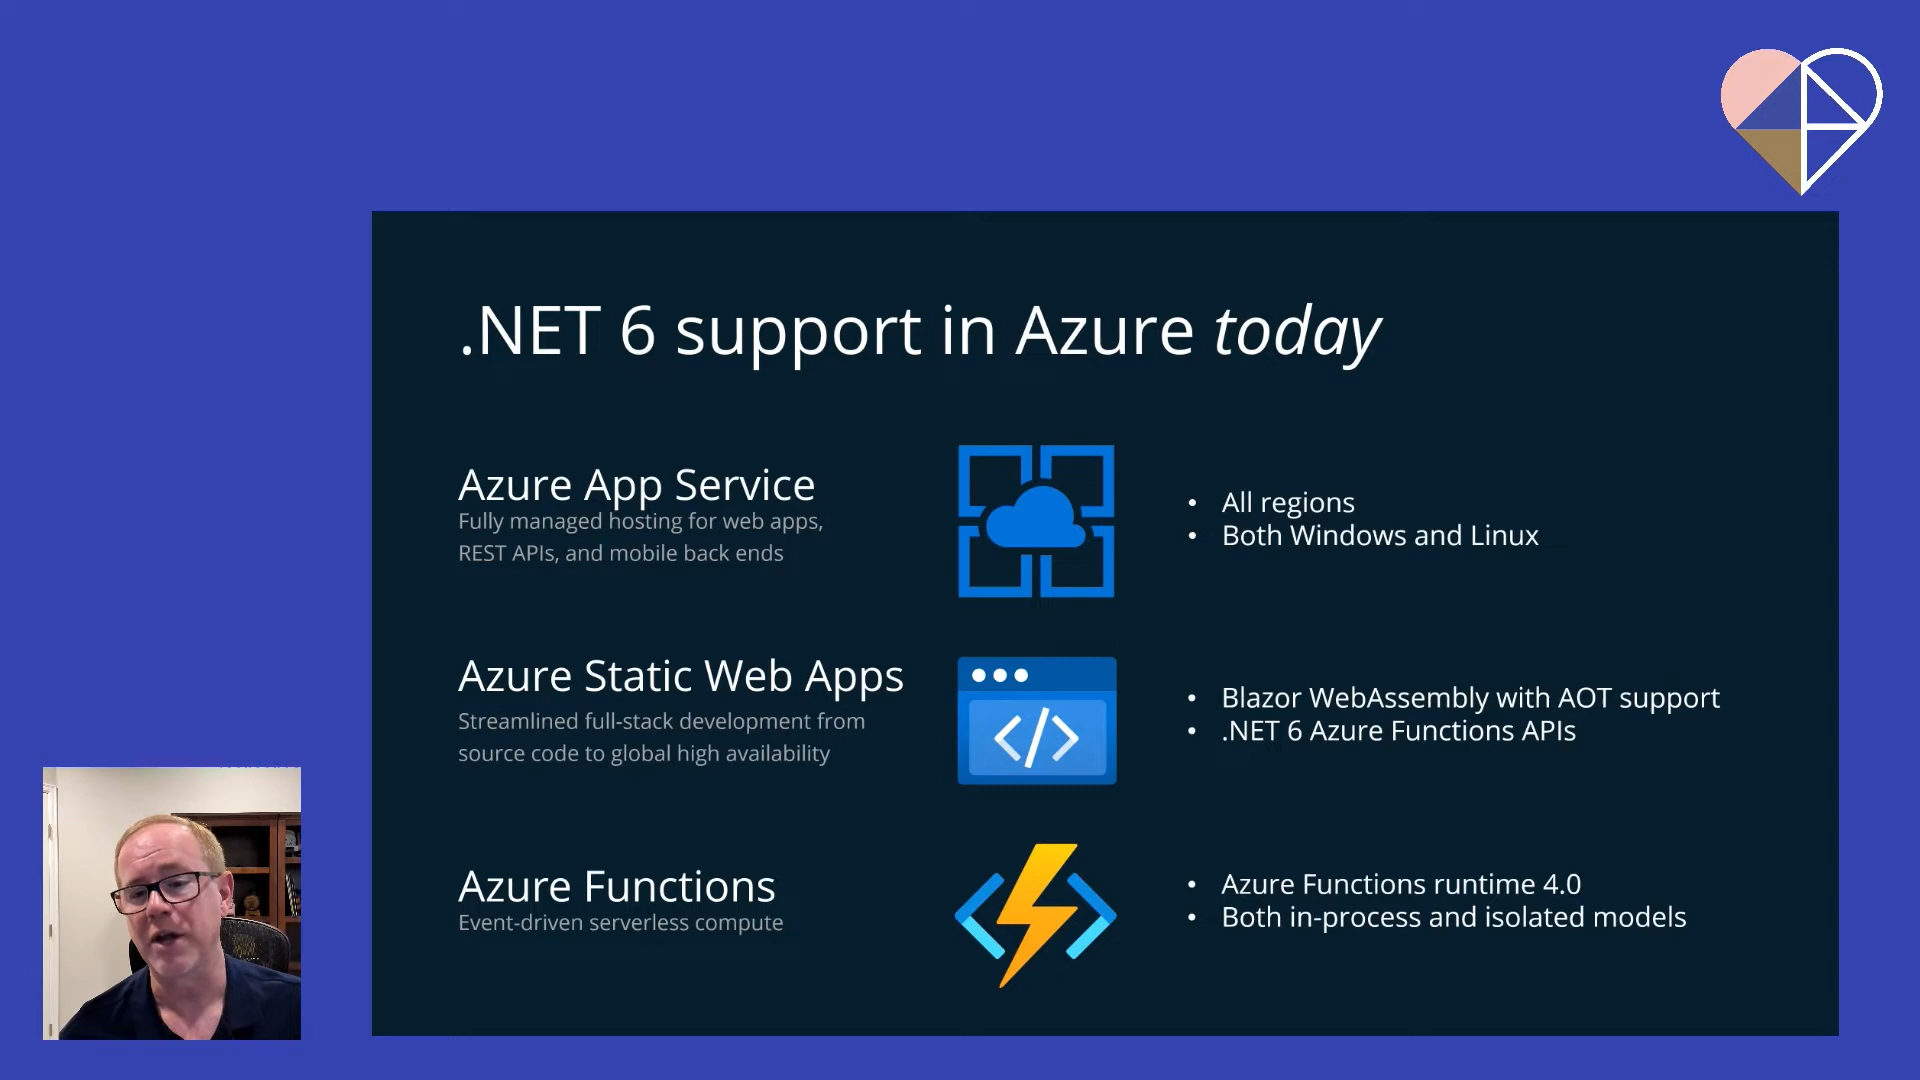 .NET 6 support in Azure today
Azure App Service
Fully managed hosting for web apps,
REST APIs, and mobile back ends
• All regions
• Both Windows and Linux
Azure Static Web Apps
Streamlined full-stack development from
source code to global high availability
</>
• Blazor WebAssembly with AOT support
• .NET 6 Azure Functions APIs
Azure Functions
Event-driven serverless compute
• Azure Functions runtime 4.0
• Both in-process and isolated models